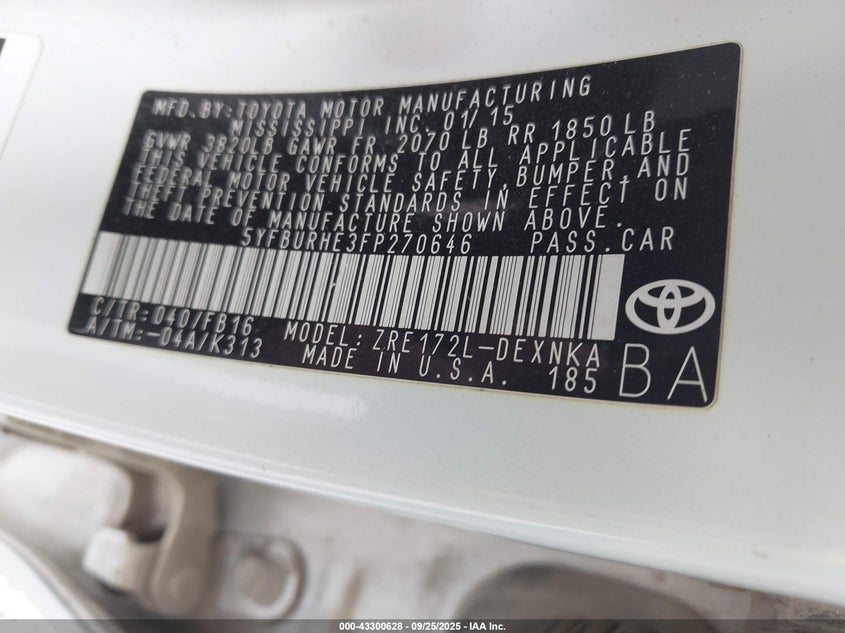 MFD. BY: TOYOTA MOTOR MANUFACTURING
MISSISSIPPI INC. 01/15
GVWR 3820LB GAWR FR. 2070 LB RR 1850 LB
THIS VEHICLE CONFORMS TO ALL APPLICABLE
FEDERAL MOTOR VEHICLE SAFETY, BUMPER, AND
THEFT PREVENTION STANDARDS IN EFFECT ON
THE DATE OF MANUFACTURE SHOWN ABOVE.
5YFBURHE3FP270646 PASS. CAR
C/TR: 040/FB16
A/TM: -04A/K313
MODEL: ZRE172L-DEXNKA
MADE IN U.S.A. 185
BA
000-43300628 - 09/25/2025 - IAA Inc.